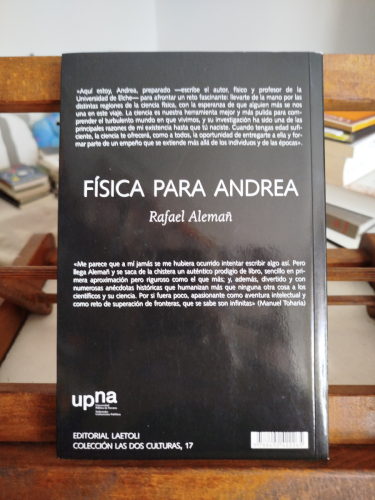 «Aquí estoy, Andrea, preparado —escribe el autor, físico y profesor de la
Universidad de Elche— para afrontar un reto fascinante: llevarte de la mano por las
distintas regiones de la ciencia física, con la esperanza de que alguien más se nos
una en este viaje. La ciencia es nuestra herramienta mejor y más pulida para com-
prender el turbulento mundo en que vivimos, y su investigación ha sido una de las
principales razones de mi existencia hasta que tú naciste. Cuando tengas edad sufi-
ciente, la ciencia te ofrecerá, como a todos, la oportunidad de entregarte a ella y for-
mar parte de un empeño que se extiende más allá de los individuos y de las épocas».
FÍSICA PARA ANDREA
Rafael Alemañ
«Me parece que a mí jamás se me hubiera ocurrido intentar escribir algo así. Pero
llega Alemañ y se saca de la chistera un auténtico prodigio de libro, sencillo en
primera aproximación pero riguroso como el que más; y, además, divertido y con
numerosas anécdotas históricas que humanizan más que ninguna otra cosa a los
científicos y su ciencia. Por si fuera poco, apasionante como aventura intelectual y
como reto de superación de fronteras, que se sabe son infinitas» (Manuel Toharia)
upna
EDITORIAL LAETOLI
COLECCIÓN LAS DOS CULTURAS, 17